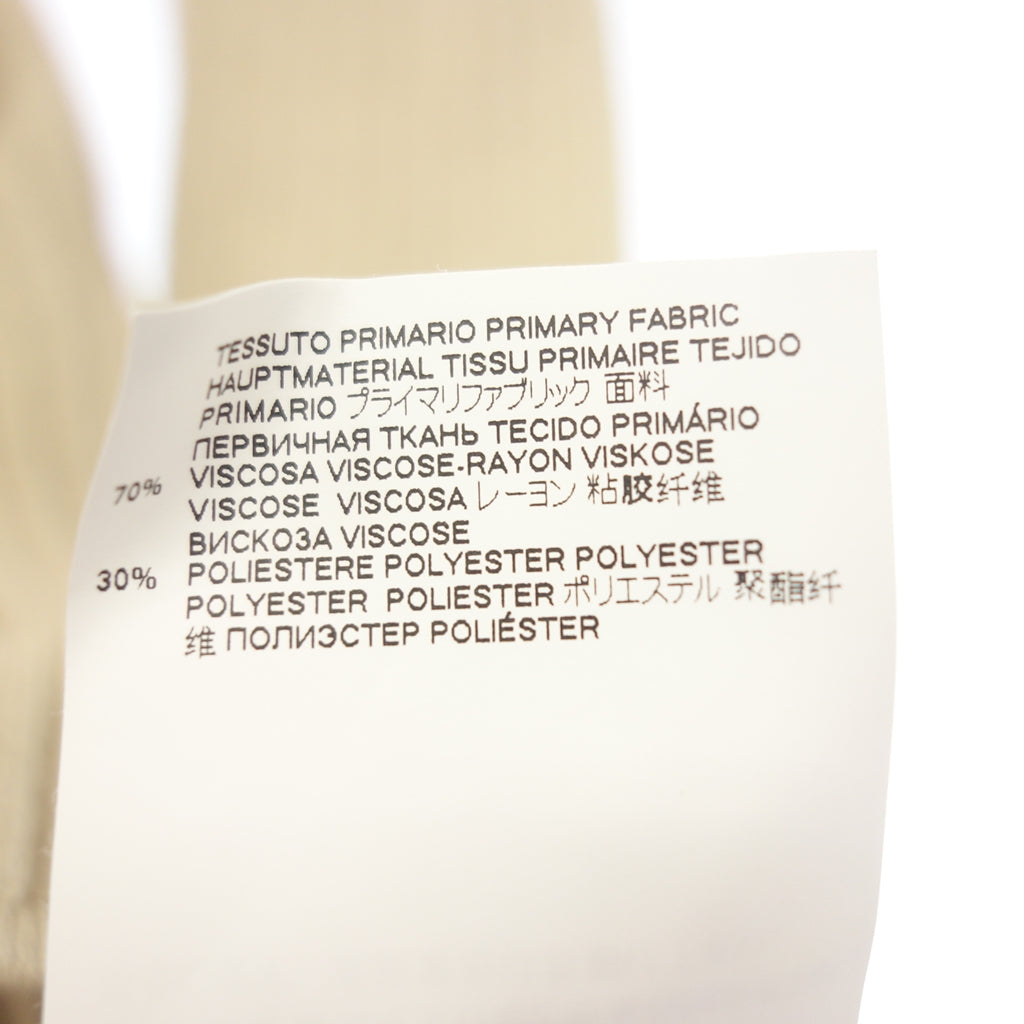 TESSUTO PRIMARIO PRIMARY FABRIC
HAUPTMATERIAL TISSU PRIMAIRE TEJIDO
PRIMARIO プライマリファブリック 面料
ПЕРВИЧНАЯ ТКАНЬ TECIDO PRIMÁRIO
70% VISCOSA VISCOSE-RAYON VISKOSE
VISCOSE VISCOSA レーヨン 粘胶纤维
ВИСКОЗА VISCOSE
30% POLIESTERE POLYESTER POLYESTER
POLYESTER POLIESTER ポリエステル 聚酯纤
维 ПОЛИЭСТЕР POLIÉSTER